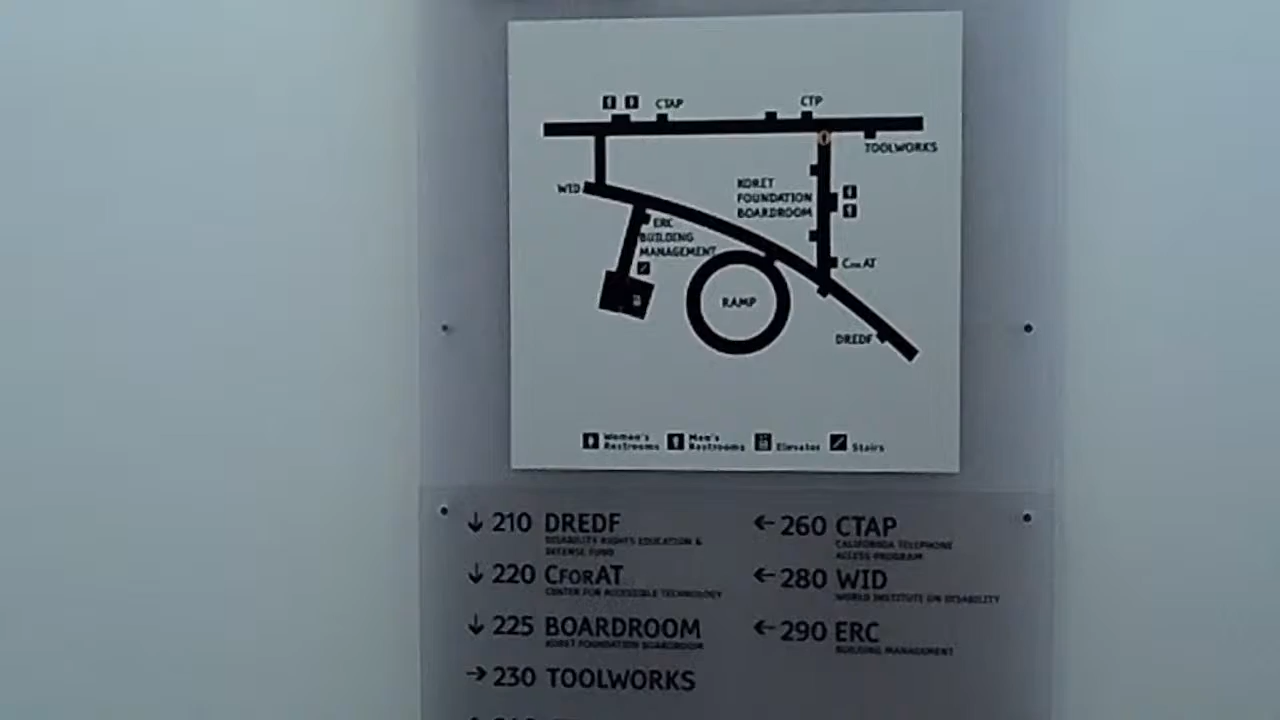 CTAP
CTP
TOOLWORKS
WID
KORET
FOUNDATION
BOARDROOM
ERC
BUILDING
MANAGEMENT
CforAT
RAMP
DREDF
Women's
Restrooms
Men's
Restrooms
Elevator
Stairs
↓ 210 DREDF
DISABILITY RIGHTS EDUCATION &
DEFENSE FUND
↓ 220 CFORAT
CENTER FOR ACCESSIBLE TECHNOLOGY
↓ 225 BOARDROOM
KORET FOUNDATION BOARDROOM
→ 230 TOOLWORKS
← 260 CTAP
CALIFORNIA TELEPHONE
ACCESS PROGRAM
← 280 WID
WORLD INSTITUTE ON DISABILITY
← 290 ERC
BUILDING MANAGEMENT